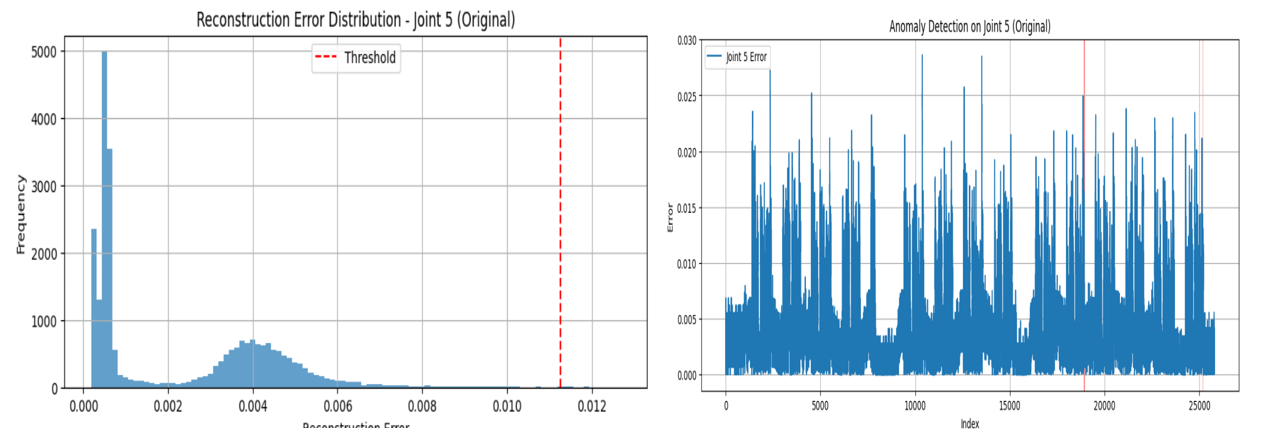 Reconstruction Error Distribution - Joint 5 (Original)
Threshold
5000
4000
3000
2000
1000
0
Frequency
0.000 0.002 0.004 0.006 0.008 0.010 0.012
Reconstruction Error
Anomaly Detection on Joint 5 (Original)
Joint 5 Error
0.030
0.025
0.020
0.015
0.010
0.005
0.000
Error
0 5000 10000 15000 20000 25000
Index